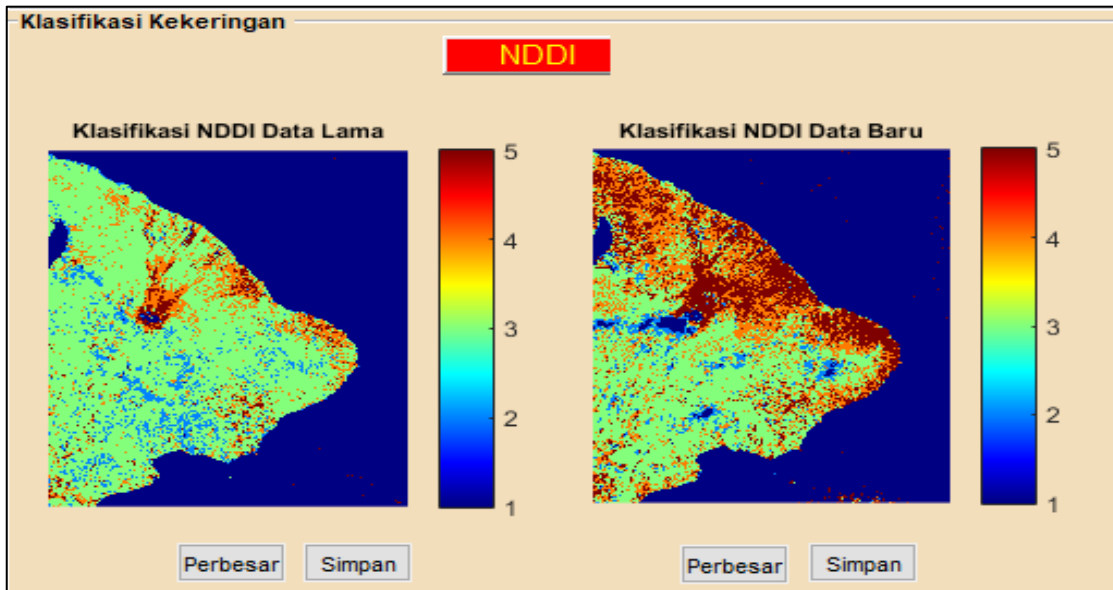 Klasifikasi Kekeringan
NDDI
Klasifikasi NDDI Data Lama
5
4
3
2
1
Perbesar
Simpan
Klasifikasi NDDI Data Baru
5
4
3
2
1
Perbesar
Simpan